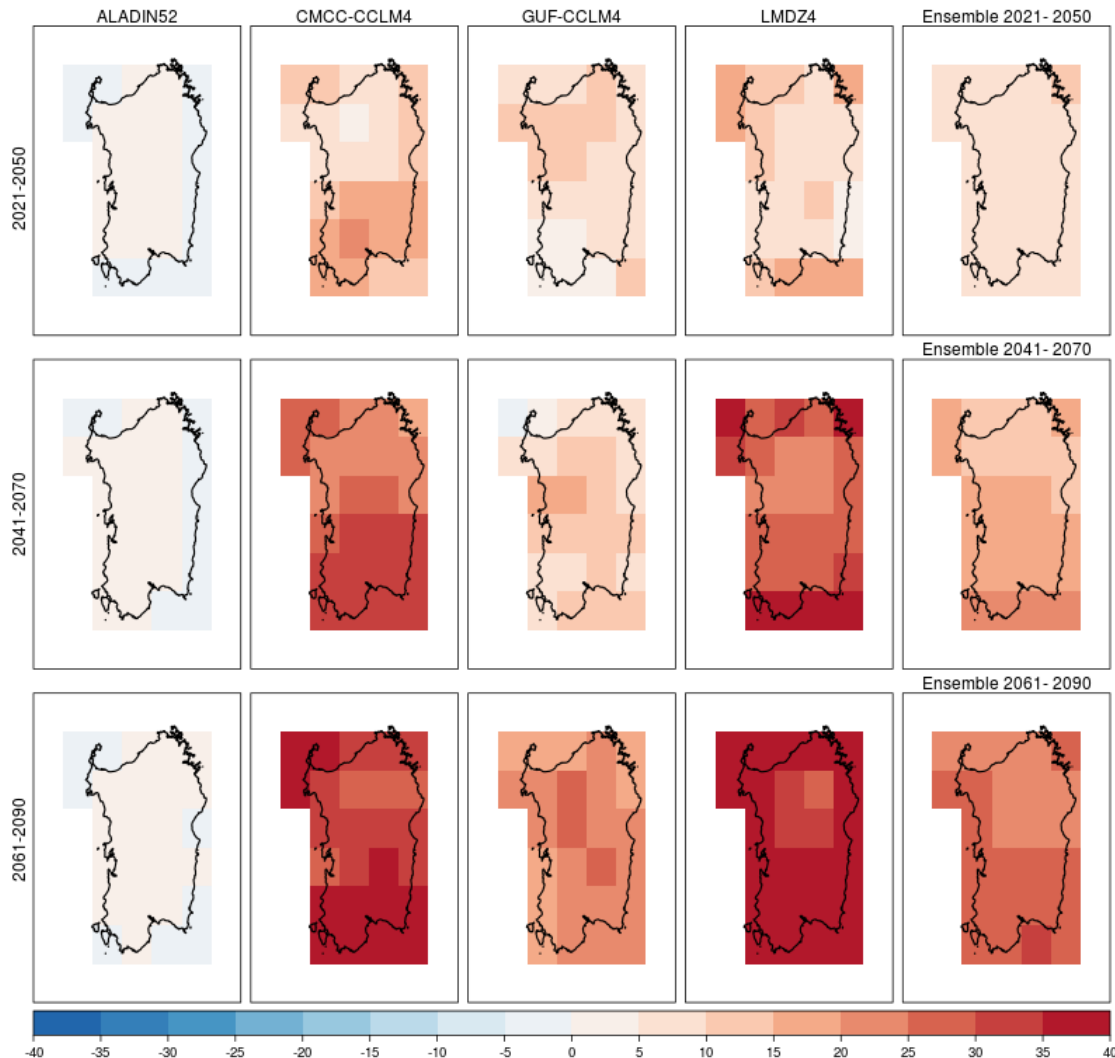 ALADIN52 CMCC-CCLM4 GUF-CCLM4 LMDZ4 Ensemble 2021- 2050
2021-2050
Ensemble 2041- 2070
2041-2070
Ensemble 2061- 2090
2061-2090
-40 -35 -30 -25 -20 -15 -10 -5 0 5 10 15 20 25 30 35 40